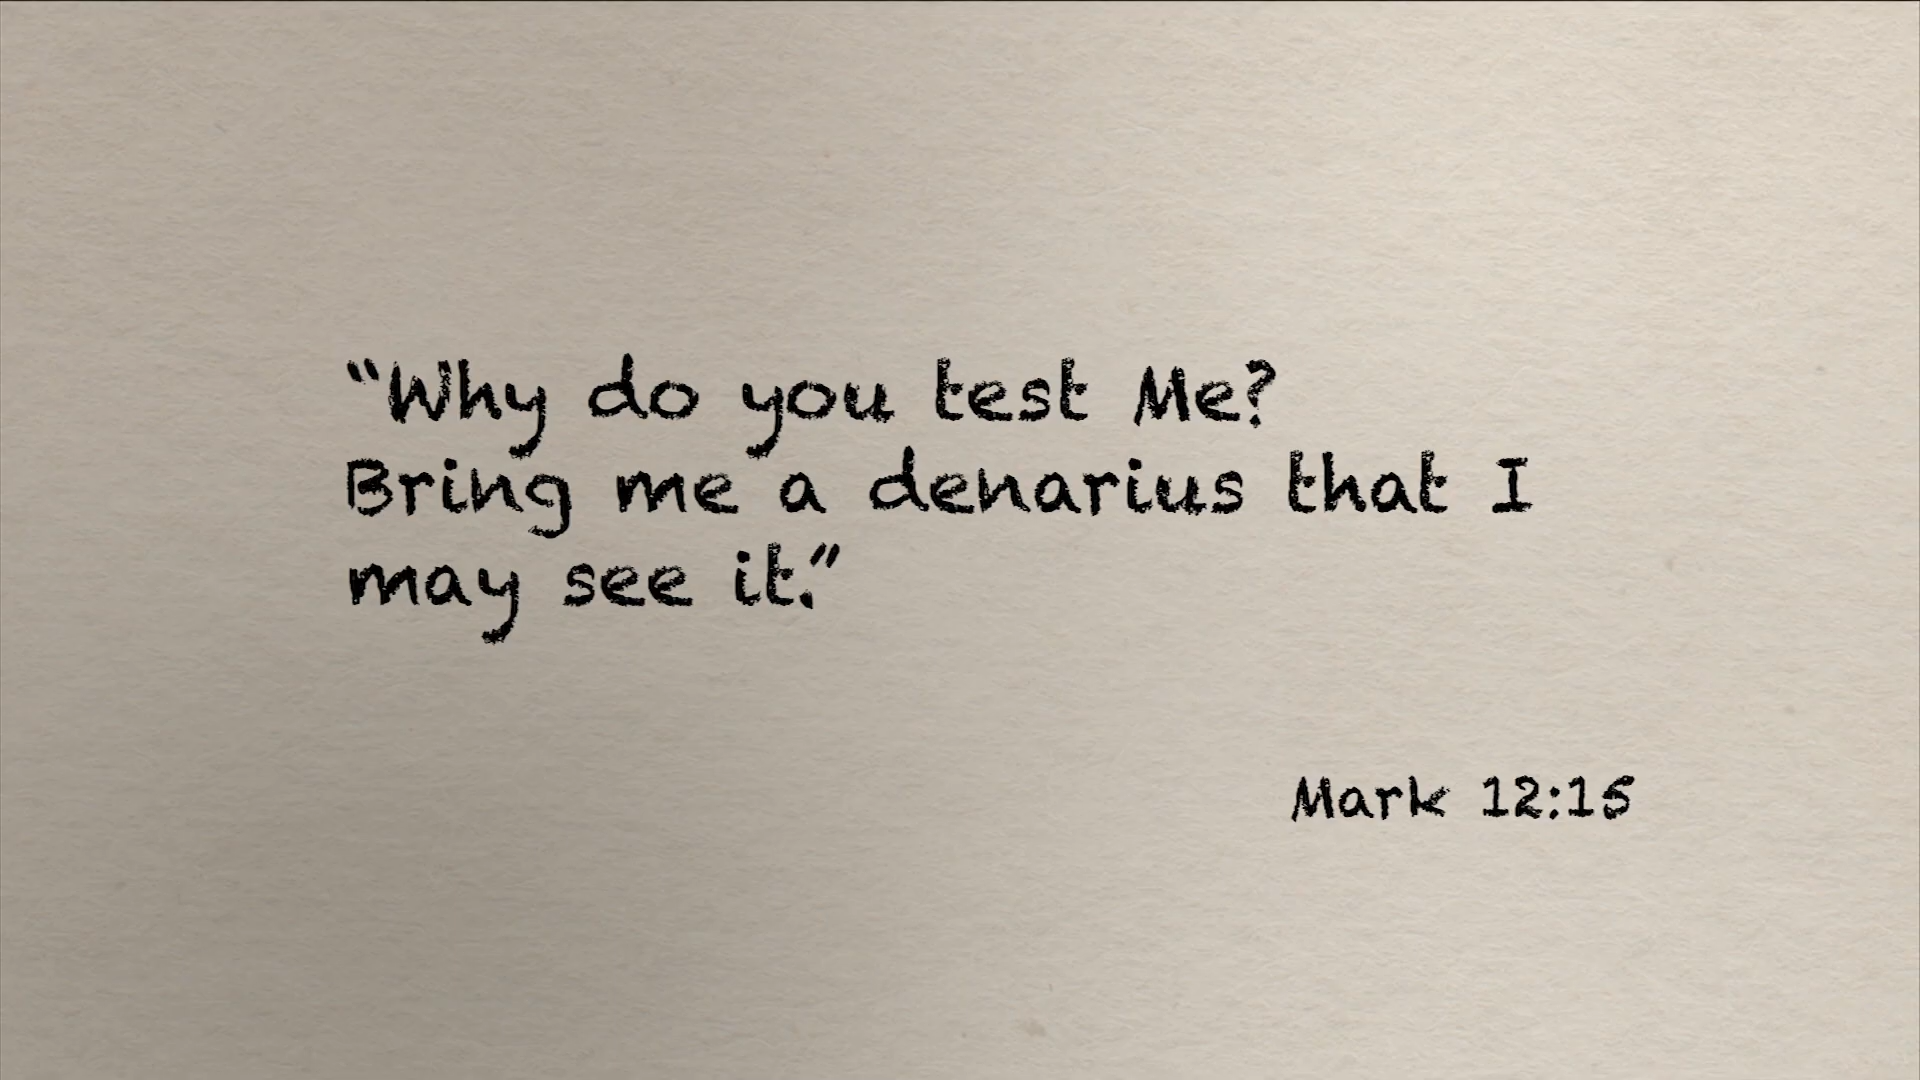 “Why do you test Me?
Bring me a denarius that I
may see it.”
Mark 12:15